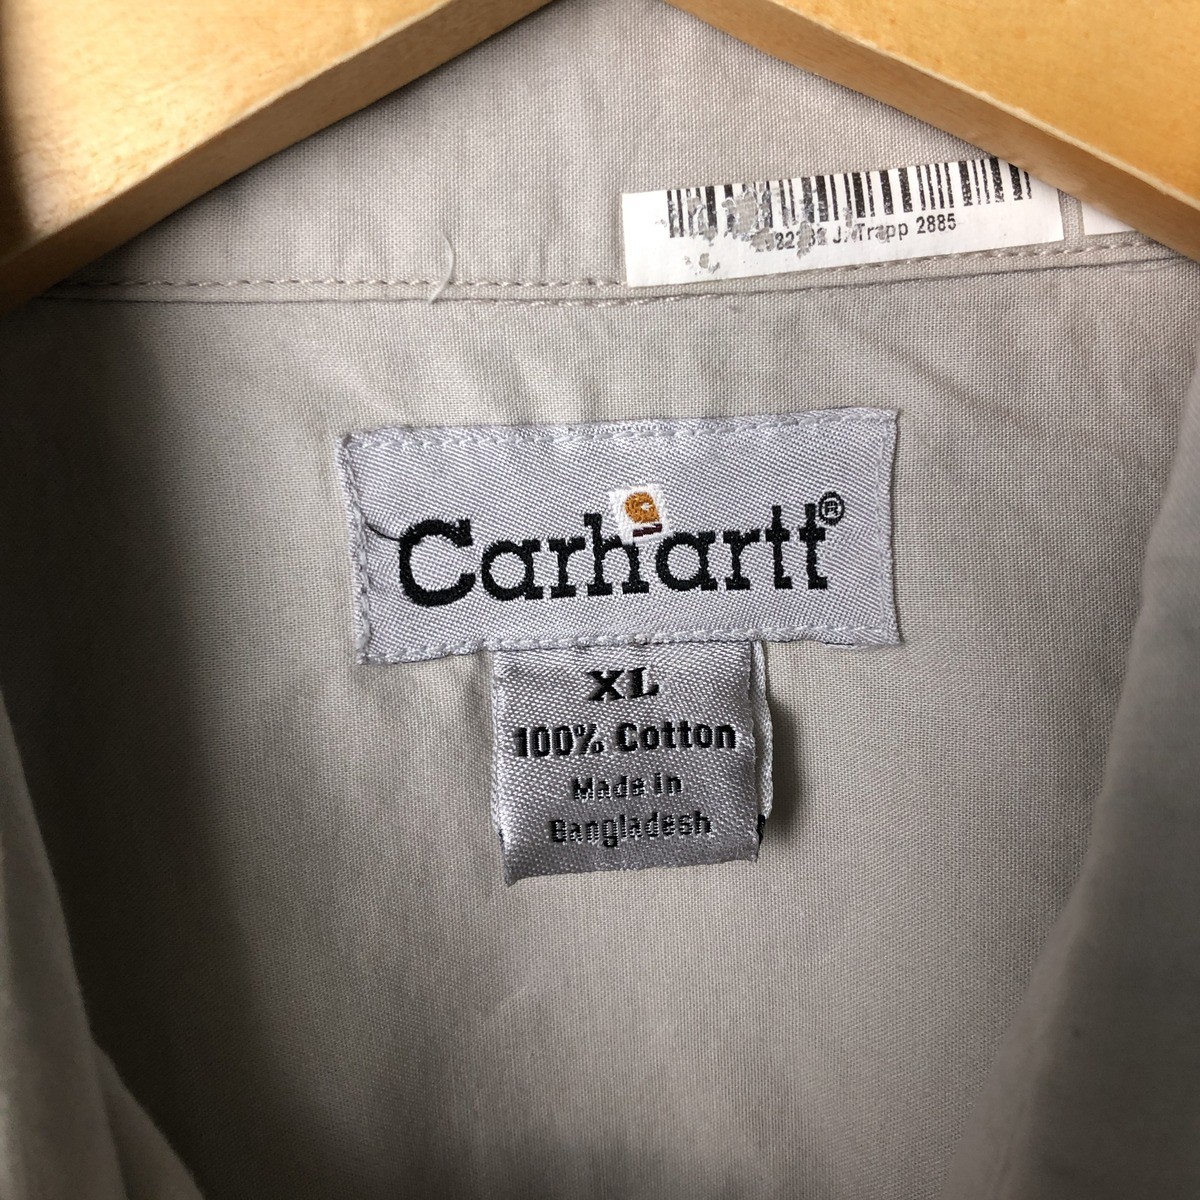 J. Trapp 2885
Carhartt®
XL
100% Cotton
Made in
Bangladesh